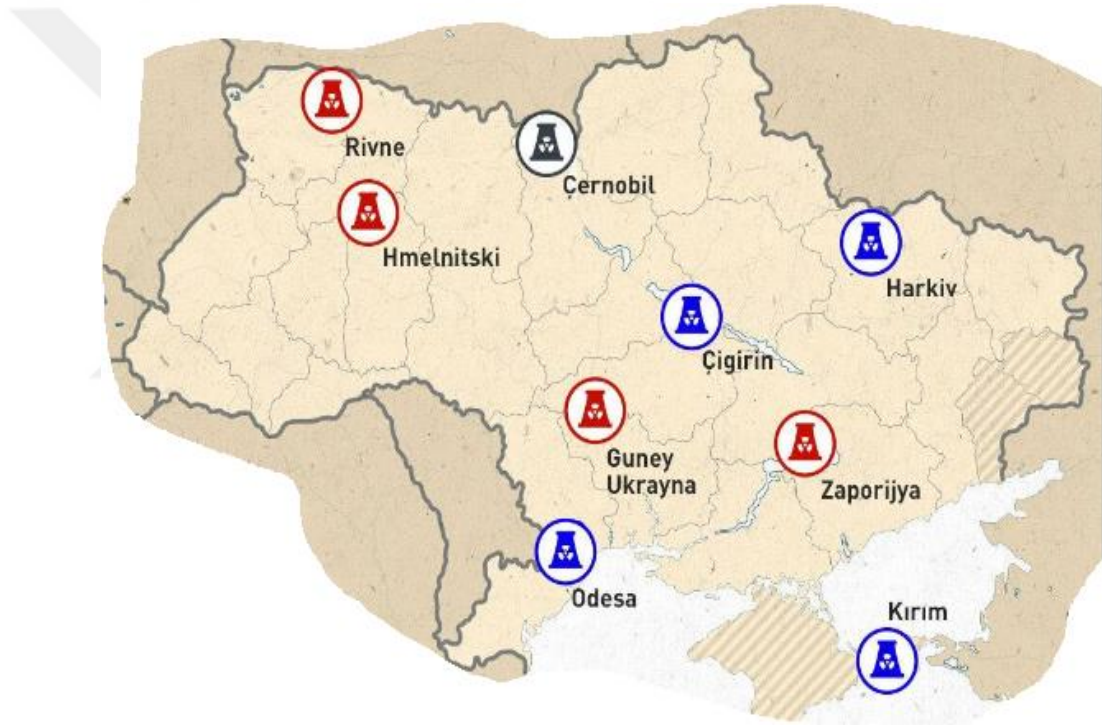 Rivne
Çernobil
Hmelnitski
Harkiv
Çigirin
Guney
Ukrayna
Zaporijya
Odesa
Kırım